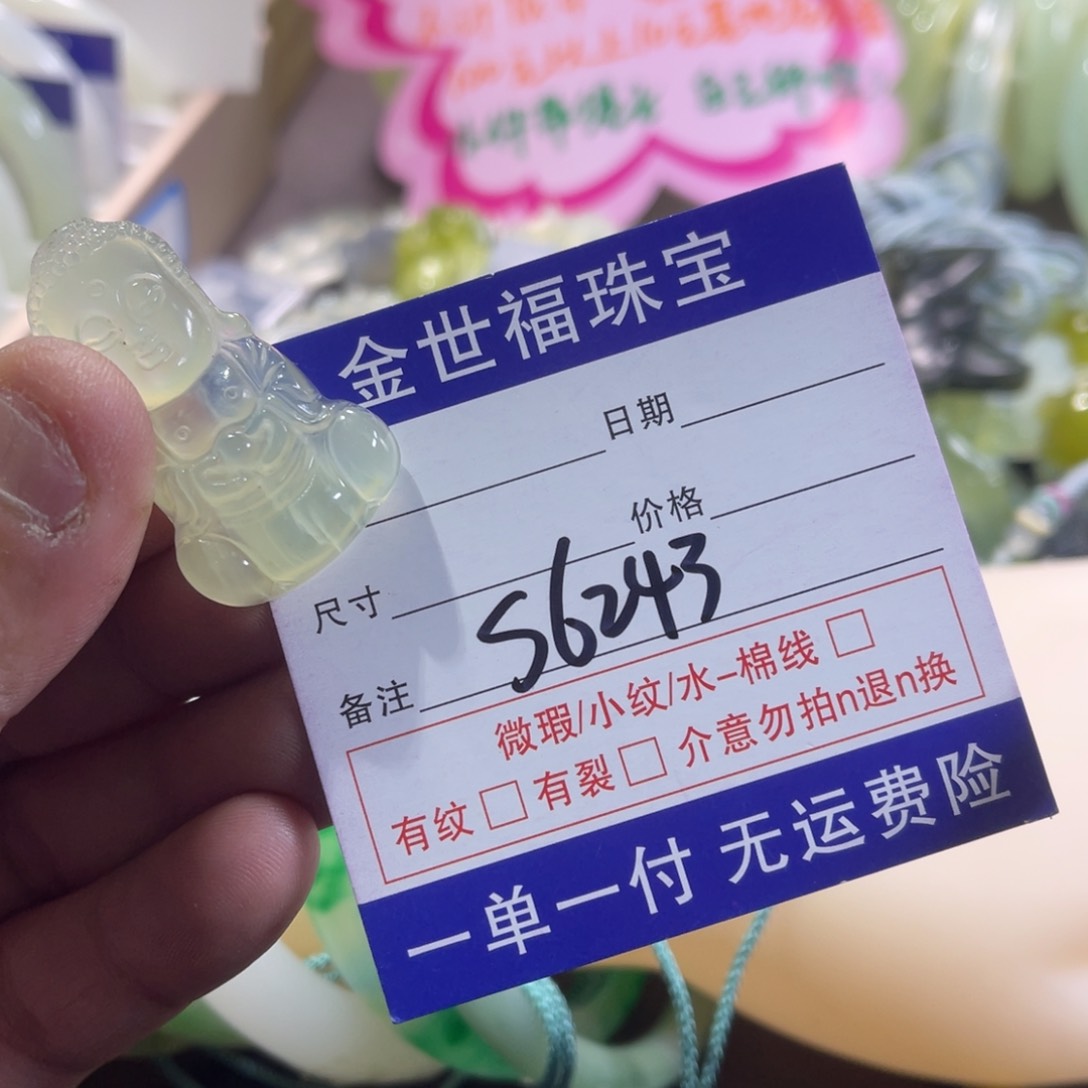 金世福珠宝
日期
价格
尺寸
S6243
备注
微瑕/小纹/水-棉线 □
有纹 □ 有裂 □ 介意勿拍n退n换
一单一付 无运费险